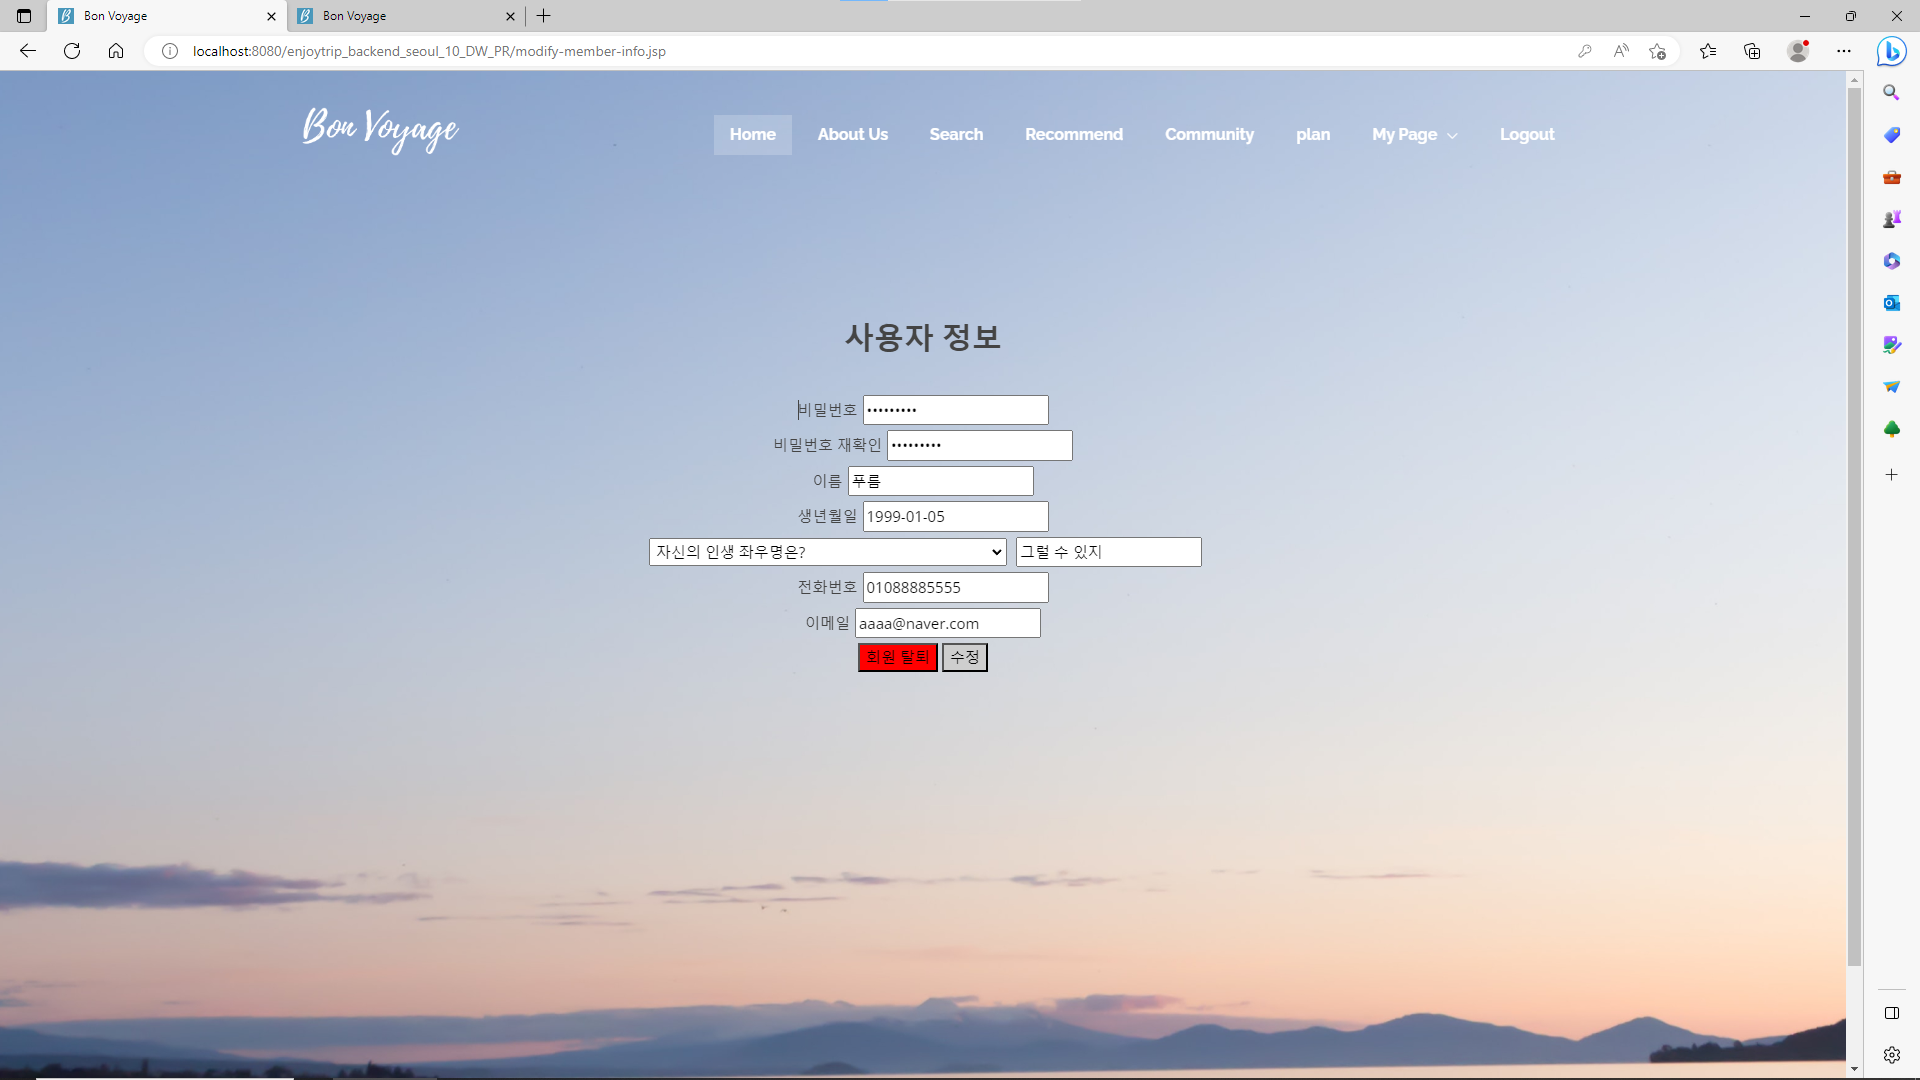 Bon Voyage
Bon Voyage
localhost:8080/enjoytrip_backend_seoul_10_DW_PR/modify-member-info.jsp
Bon Voyage
Home About Us Search Recommend Community plan My Page Logout
사용자 정보
비밀번호 •••••••••
비밀번호 재확인 •••••••••
이름 푸름
생년월일 1999-01-05
자신의 인생 좌우명은? 그럴 수 있지
전화번호 01088885555
이메일 aaaa@naver.com
회원 탈퇴 수정